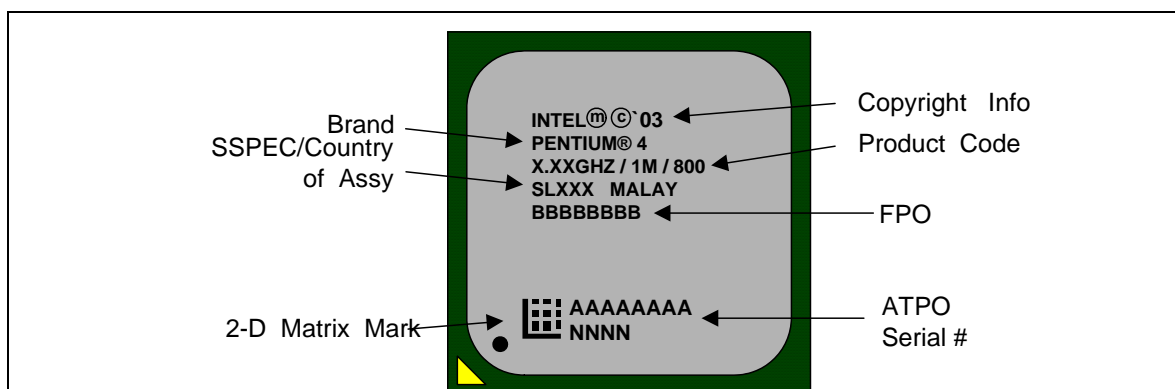 INTELⓜ ©`03
PENTIUM® 4
X.XXGHZ / 1M / 800
SLXXX MALAY
BBBBBBBB
AAAAAAAA
NNNN
Brand
SSPEC/Country
of Assy
2-D Matrix Mark
Copyright Info
Product Code
FPO
ATPO
Serial #